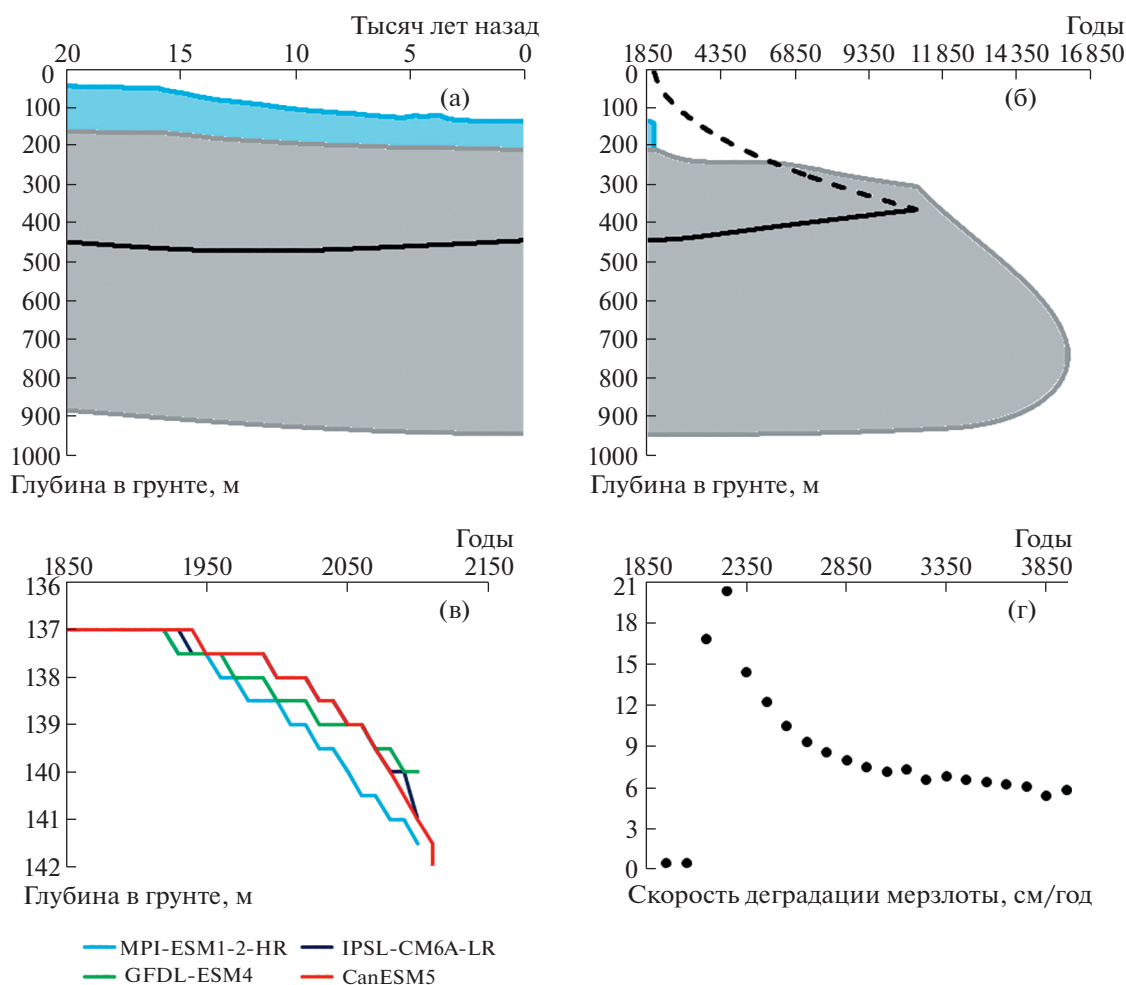 Тысяч лет назад
20 15 10 5 0
0
100
200
300
400
500
600
700
800
900
1000
(а)
Глубина в грунте, м
Годы
1850 4350 6850 9350 11 850 14 350 16 850
0
100
200
300
400
500
600
700
800
900
1000
(б)
Глубина в грунте, м
Годы
1850 1950 2050 2150
136
137
138
139
140
141
142
(в)
Глубина в грунте, м
Годы
1850 2350 2850 3350 3850
21
18
15
12
9
6
3
0
(г)
Скорость деградации мерзлоты, см/год
MPI-ESM1-2-HR IPSL-CM6A-LR
GFDL-ESM4 CanESM5